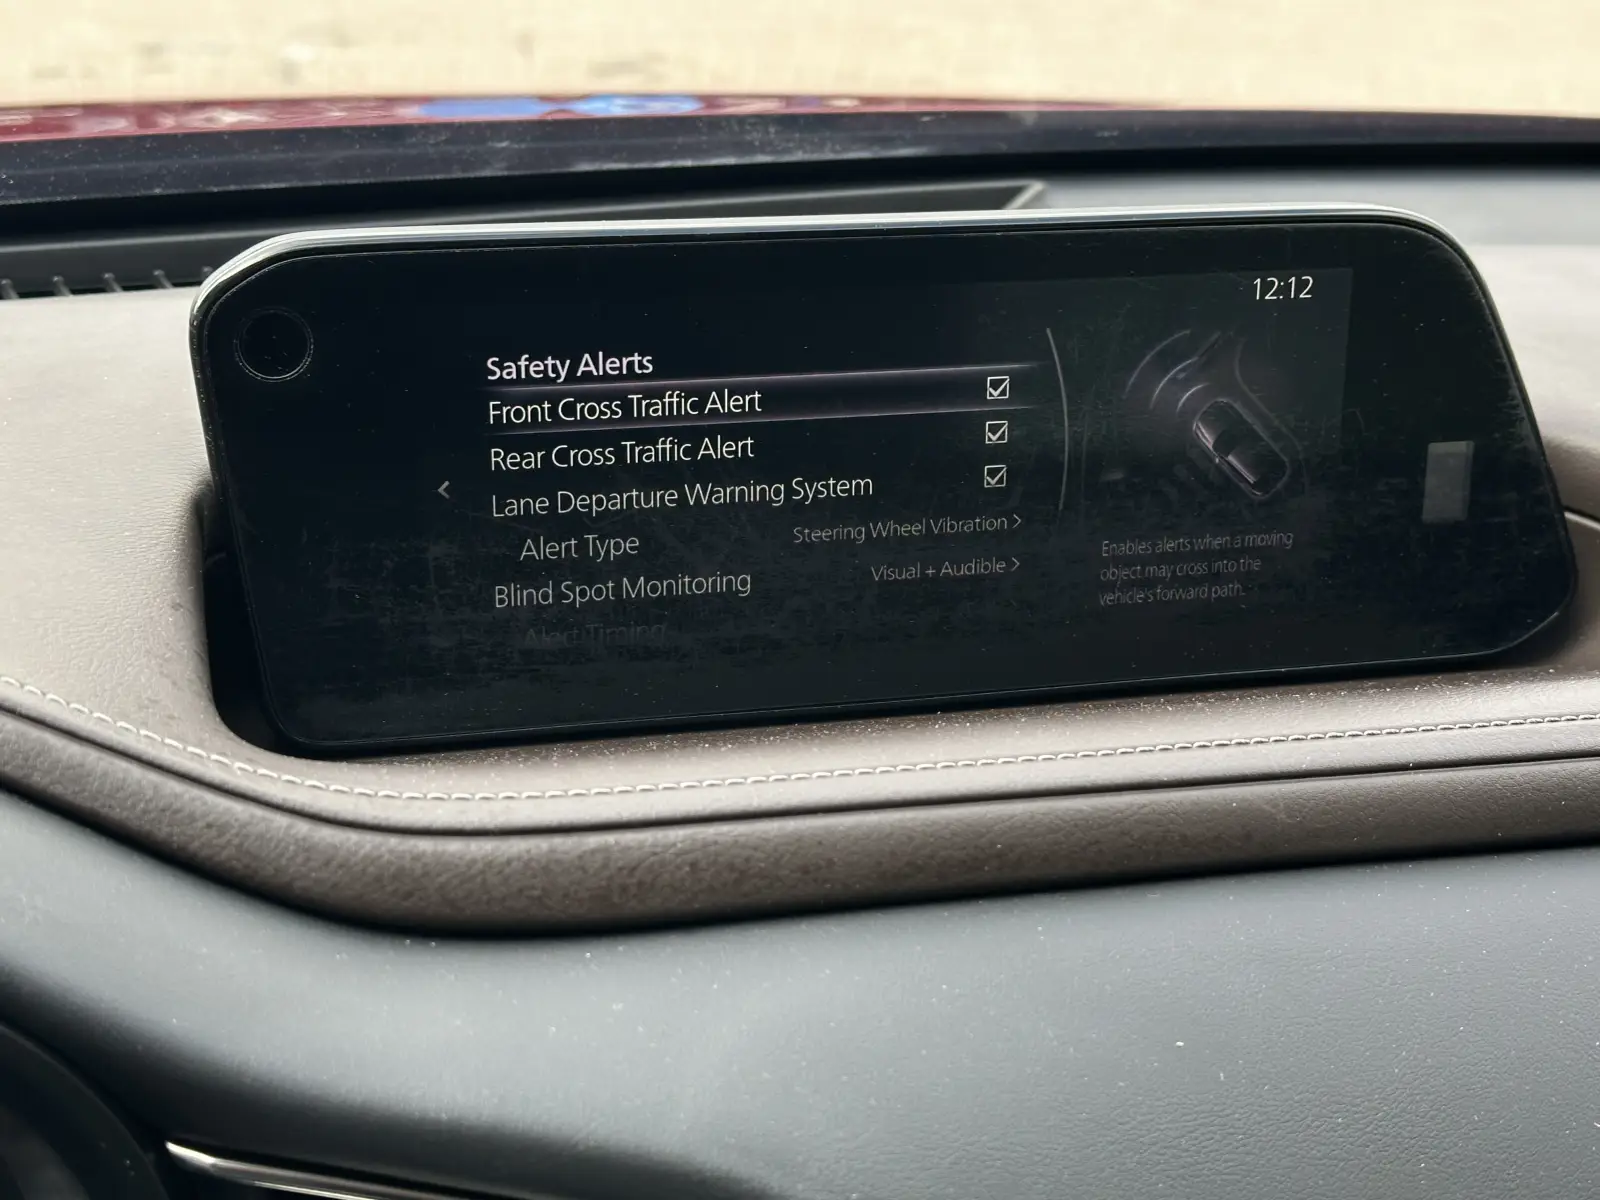 12:12
Safety Alerts
Front Cross Traffic Alert
Rear Cross Traffic Alert
Lane Departure Warning System
Alert Type Steering Wheel Vibration >
Blind Spot Monitoring Visual + Audible >
Alert Timing
Enables alerts when a moving
object may cross into the
vehicle's forward path.